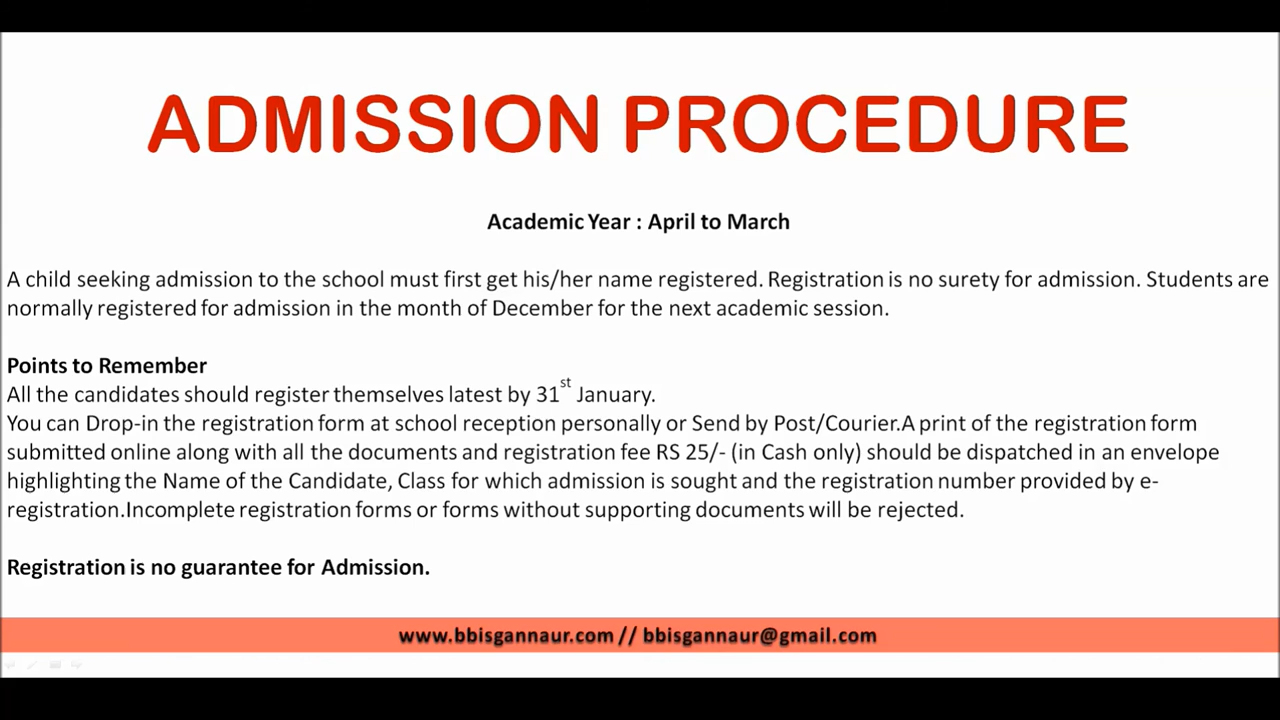 ADMISSION PROCEDURE
Academic Year : April to March
A child seeking admission to the school must first get his/her name registered. Registration is no surety for admission. Students are
normally registered for admission in the month of December for the next academic session.
Points to Remember
All the candidates should register themselves latest by 31st January.
You can Drop-in the registration form at school reception personally or Send by Post/Courier.A print of the registration form
submitted online along with all the documents and registration fee RS 25/- (in Cash only) should be dispatched in an envelope
highlighting the Name of the Candidate, Class for which admission is sought and the registration number provided by e-
registration.Incomplete registration forms or forms without supporting documents will be rejected.
Registration is no guarantee for Admission.
www.bbisgannaur.com // bbisgannaur@gmail.com